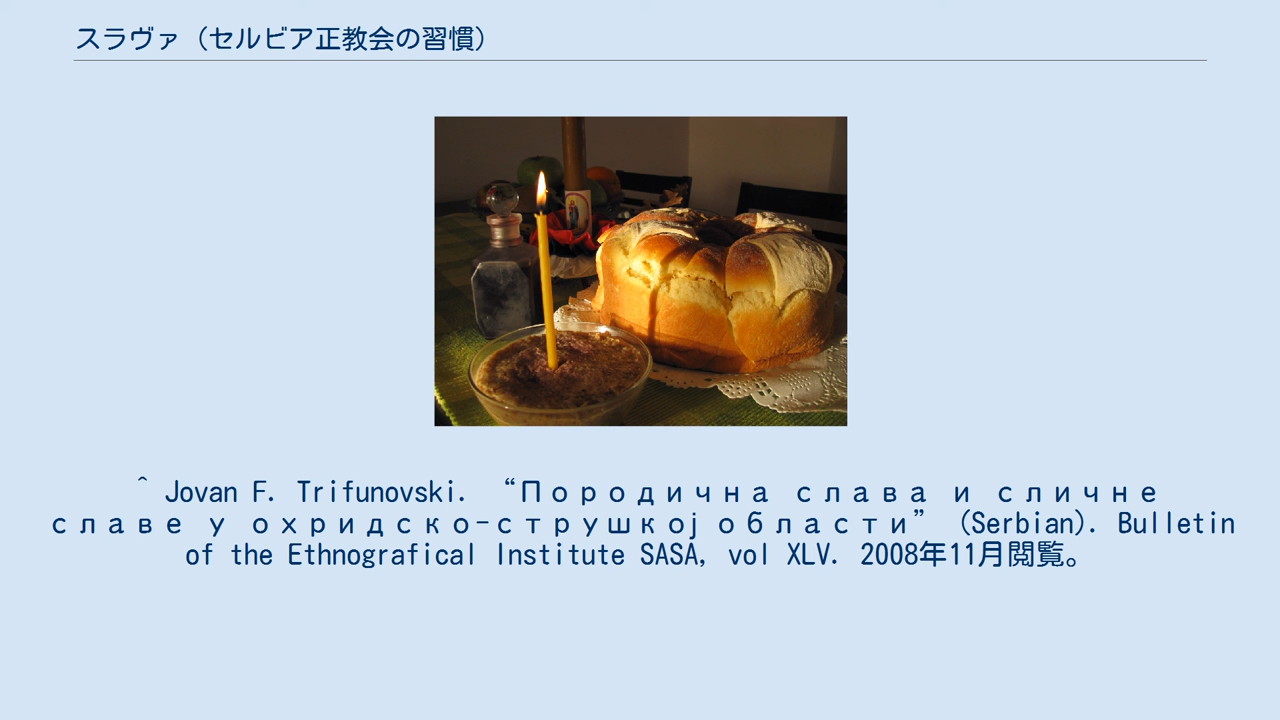 スラヴァ（セルビア正教会の習慣）
^ Jovan F. Trifunovski. “Породична слава и сличне
славе у охридско-струшкој области” (Serbian). Bulletin
of the Ethnografical Institute SASA, vol XLV. 2008年11月閲覧。